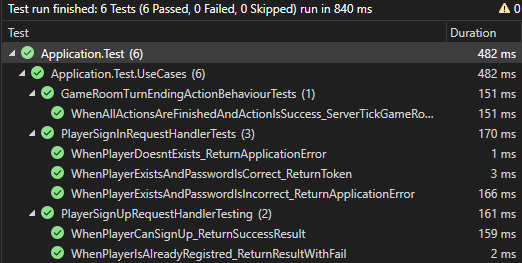 Test run finished: 6 Tests (6 Passed, 0 Failed, 0 Skipped) run in 840 ms 0
Test Duration
Application.Test (6) 482 ms
Application.Test.UseCases (6) 482 ms
GameRoomTurnEndingActionBehaviourTests (1) 151 ms
WhenAllActionsAreFinishedAndActionIsSuccess_ServerTickGameRo... 151 ms
PlayerSignInRequestHandlerTests (3) 170 ms
WhenPlayerDoesntExists_ReturnApplicationError 1 ms
WhenPlayerExistsAndPasswordIsCorrect_ReturnToken 3 ms
WhenPlayerExistsAndPasswordIsIncorrect_ReturnApplicationError 166 ms
PlayerSignUpRequestHandlerTesting (2) 161 ms
WhenPlayerCanSignUp_ReturnSuccessResult 159 ms
WhenPlayerIsAlreadyRegistred_ReturnResultWithFail 2 ms